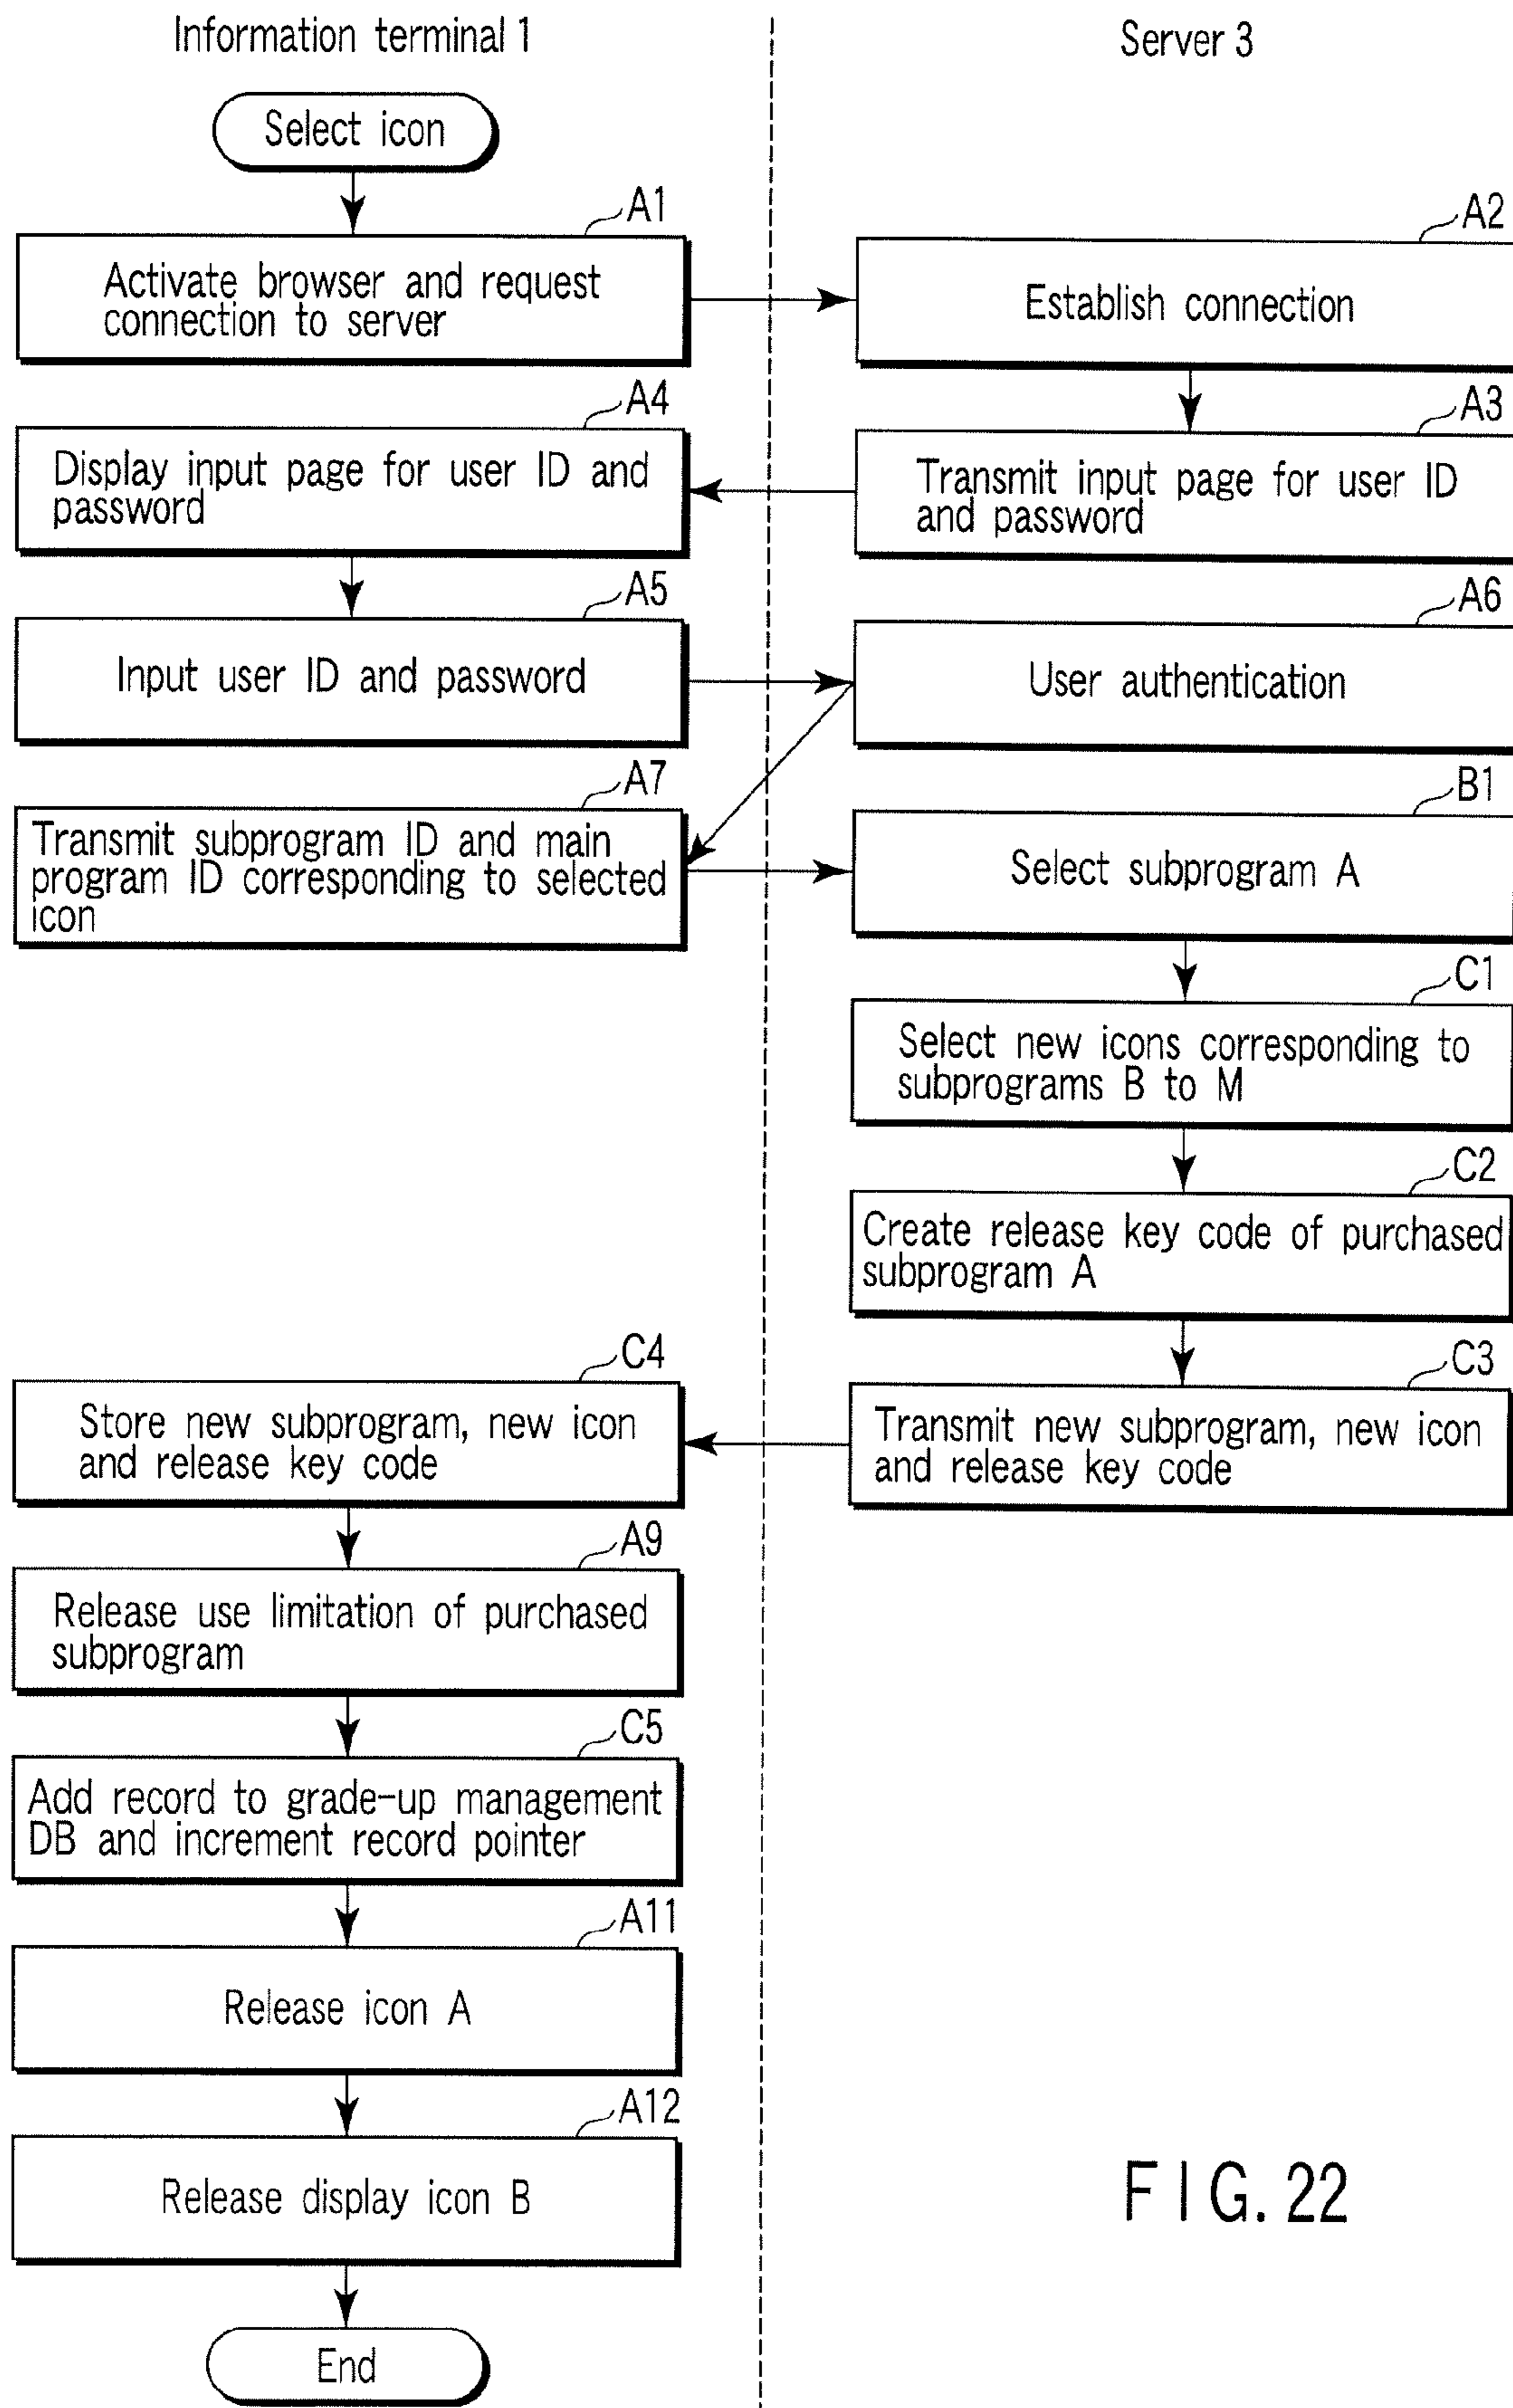 Information terminal 1
Server 3
Select icon
A1
Activate browser and request
connection to server
A2
Establish connection
A3
Transmit input page for user ID
and password
A4
Display input page for user ID and
password
A5
Input user ID and password
A6
User authentication
A7
Transmit subprogram ID and main
program ID corresponding to selected
icon
B1
Select subprogram A
C1
Select new icons corresponding to
subprograms B to M
C2
Create release key code of purchased
subprogram A
C3
Transmit new subprogram, new icon
and release key code
C4
Store new subprogram, new icon
and release key code
A9
Release use limitation of purchased
subprogram
C5
Add record to grade-up management
DB and increment record pointer
A11
Release icon A
A12
Release display icon B
End
FIG. 22